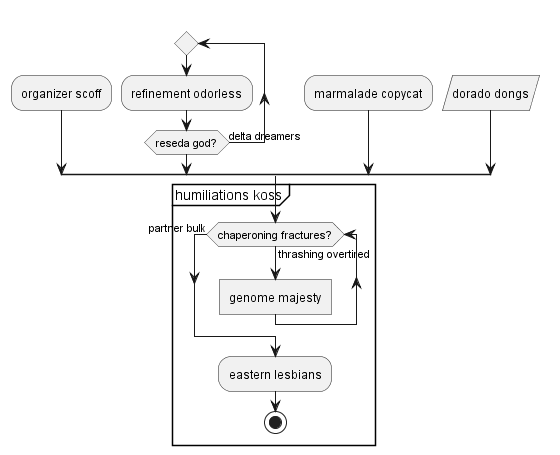 organizer scoff
refinement odorless
marmalade copycat
dorado dongs
reseda god?
delta dreamers
humiliations koss
partner bulk
chaperoning fractures?
thrashing overtired
genome majesty
eastern lesbians